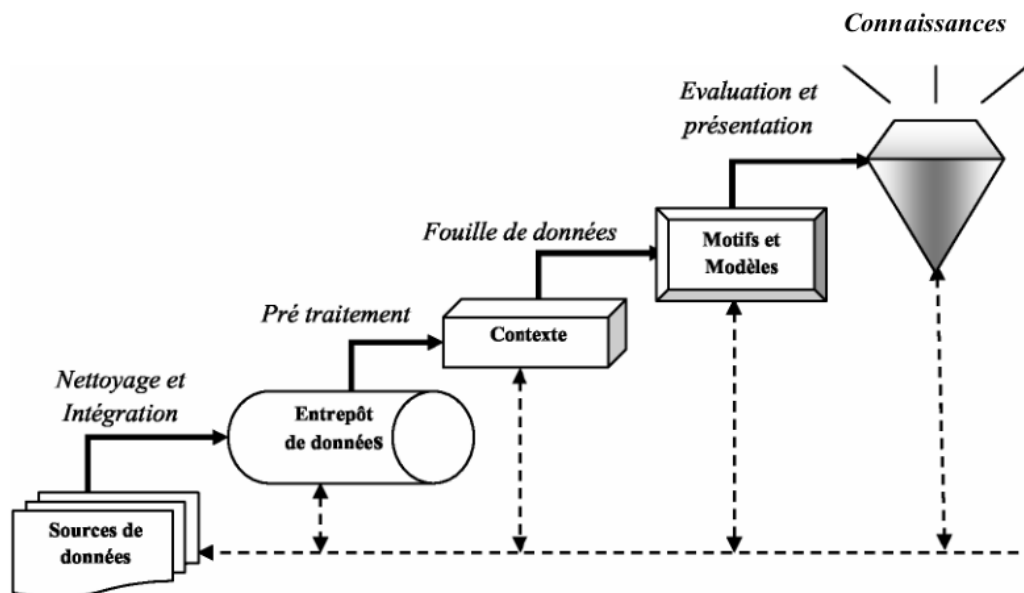 Connaissances
Evaluation et
présentation
Fouille de données
Motifs et
Modèles
Pré traitement
Contexte
Nettoyage et
Intégration
Entrepôt
de données
Sources de
données